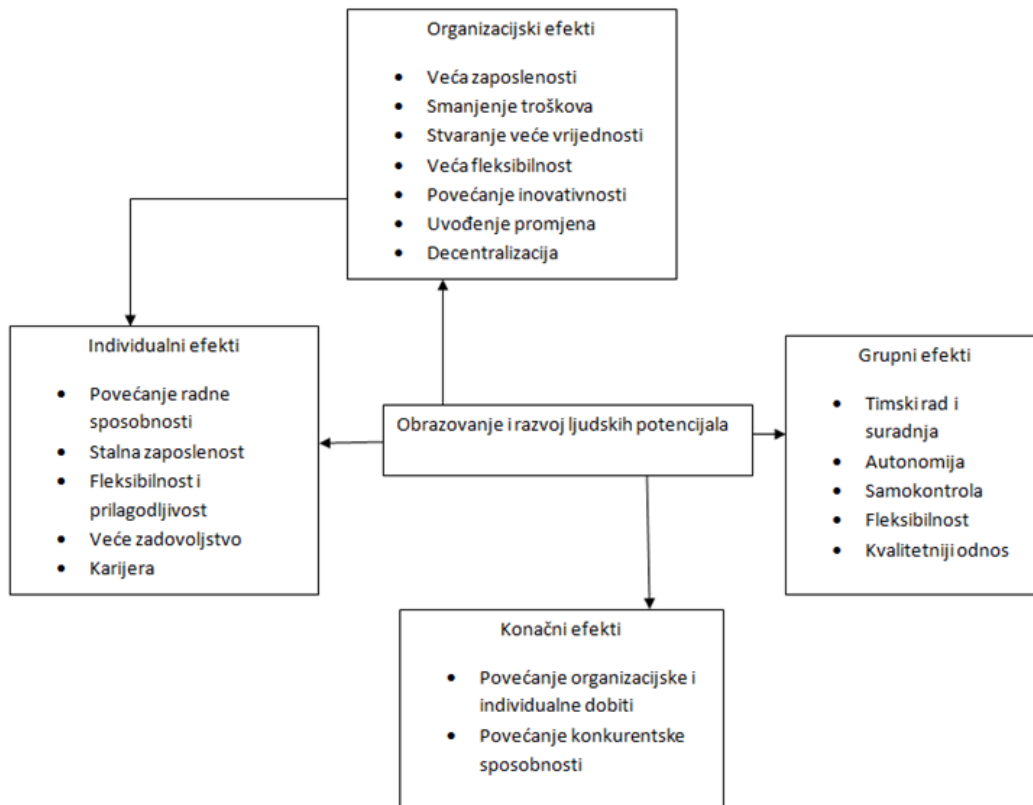 Organizacijski efekti
• Veća zaposlenosti
• Smanjenje troškova
• Stvaranje veće vrijednosti
• Veća fleksibilnost
• Povećanje inovativnosti
• Uvođenje promjena
• Decentralizacija
Individualni efekti
• Povećanje radne
sposobnosti
• Stalna zaposlenost
• Fleksibilnost i
prilagodljivost
• Veće zadovoljstvo
• Karijera
Obrazovanje i razvoj ljudskih potencijala
Grupni efekti
• Timski rad i
suradnja
• Autonomija
• Samokontrola
• Fleksibilnost
• Kvalitetniji odnos
Konačni efekti
• Povećanje organizacijske i
individualne dobiti
• Povećanje konkurentske
sposobnosti